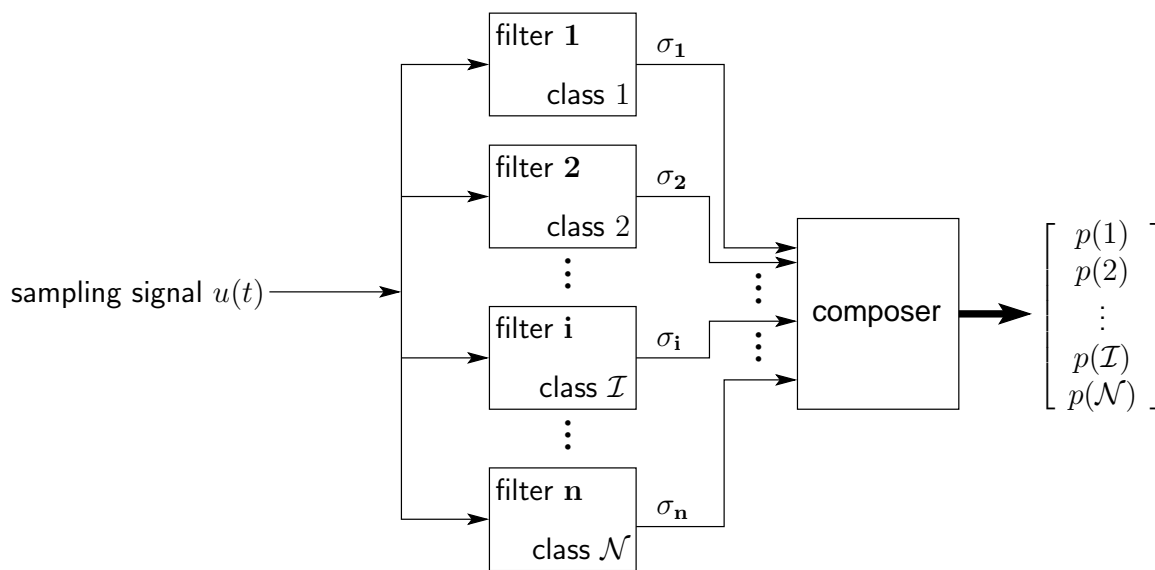 filter 1
class 1
σ₁
filter 2
class 2
σ₂
⋮
sampling signal u(t)
filter i
class ℐ
σᵢ
⋮
filter n
class 𝒩
σₙ
⋮
⋮
composer
p(1)
p(2)
⋮
p(ℐ)
p(𝒩)